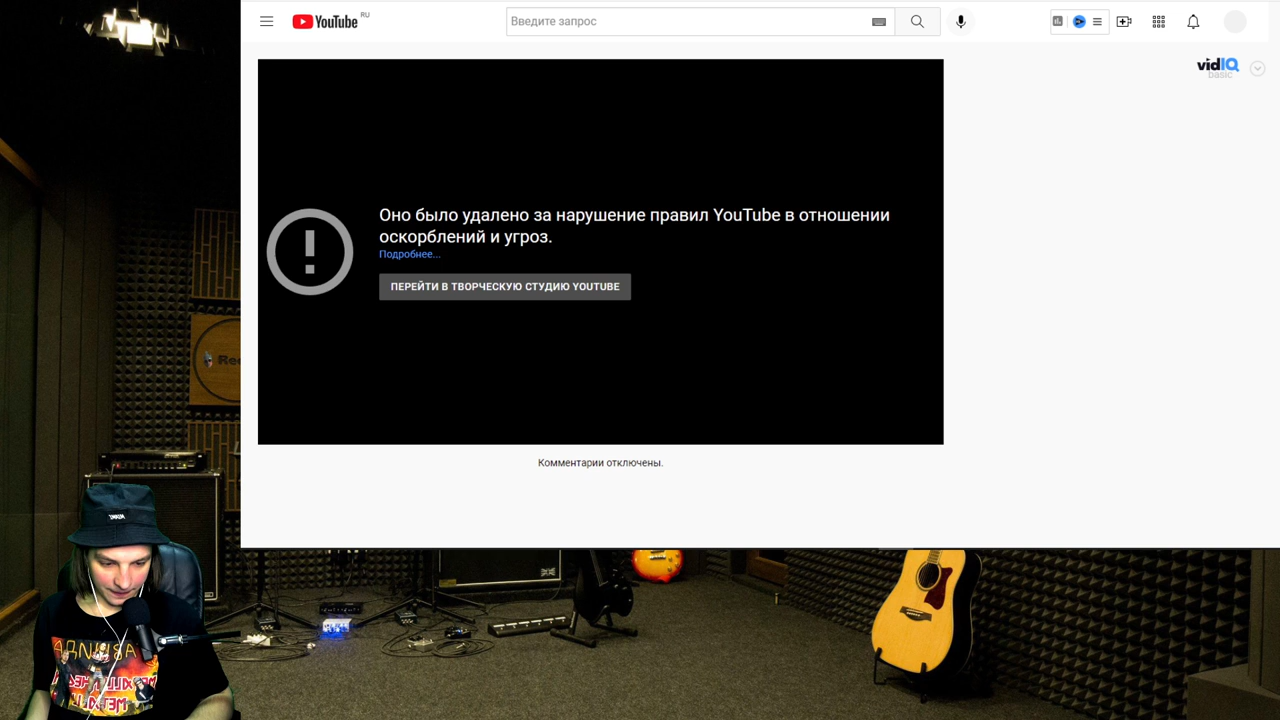 YouTube
RU
Введите запрос
vidIQ
basic
Оно было удалено за нарушение правил YouTube в отношении
оскорблений и угроз.
Подробнее...
ПЕРЕЙТИ В ТВОРЧЕСКУЮ СТУДИЮ YOUTUBE
Комментарии отключены.
Rec